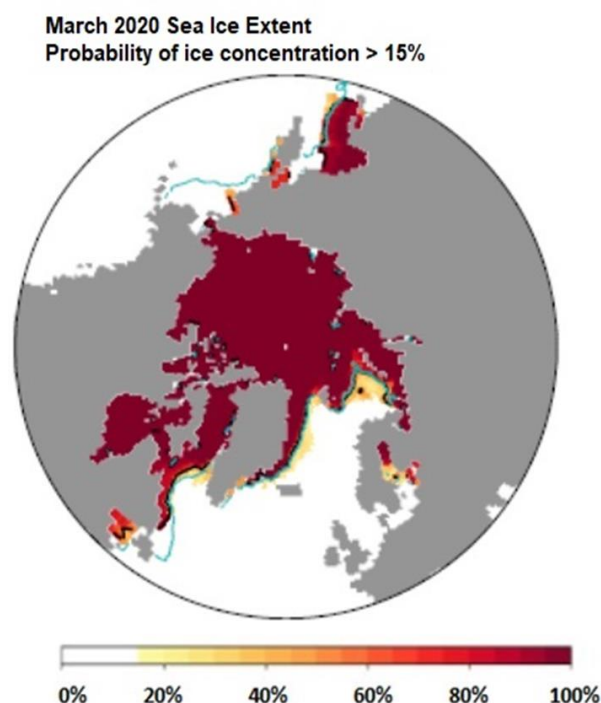 March 2020 Sea Ice Extent
Probability of ice concentration > 15%
0% 20% 40% 60% 80% 100%